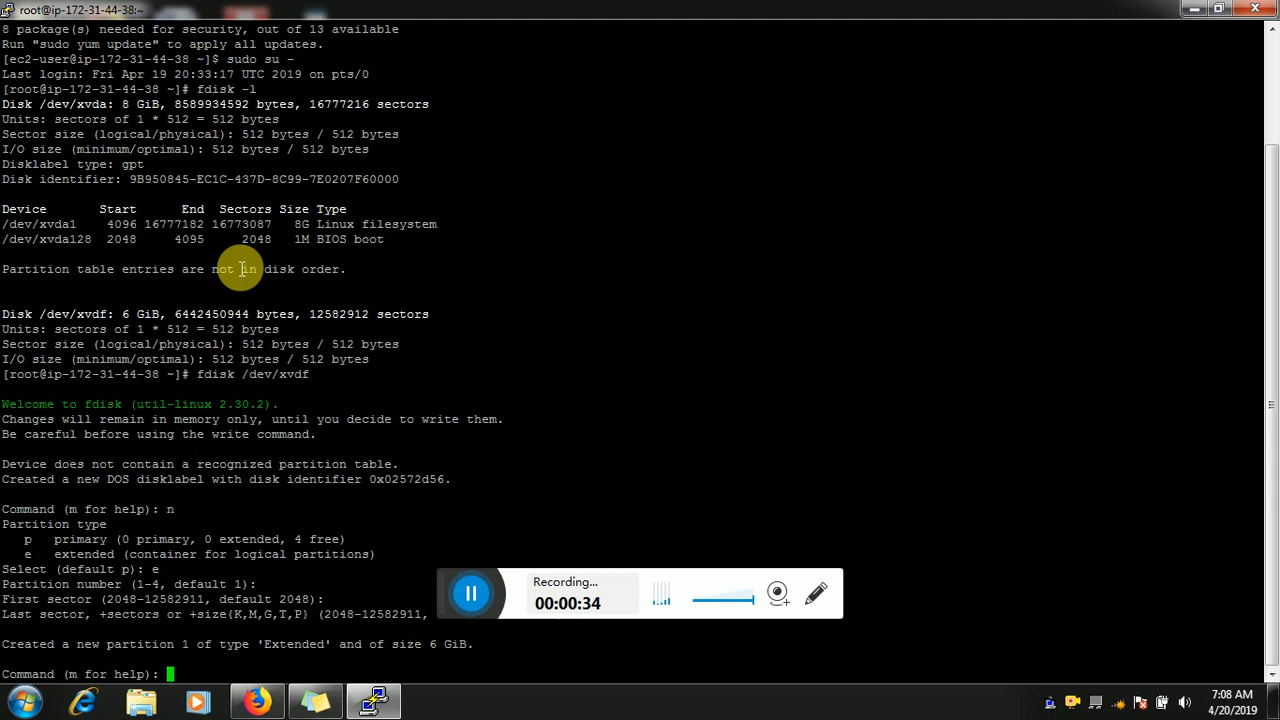 root@ip-172-31-44-38:~
8 package(s) needed for security, out of 13 available
Run "sudo yum update" to apply all updates.
[ec2-user@ip-172-31-44-38 ~]$ sudo su -
Last login: Fri Apr 19 20:33:17 UTC 2019 on pts/0
[root@ip-172-31-44-38 ~]# fdisk -l
Disk /dev/xvda: 8 GiB, 8589934592 bytes, 16777216 sectors
Units: sectors of 1 * 512 = 512 bytes
Sector size (logical/physical): 512 bytes / 512 bytes
I/O size (minimum/optimal): 512 bytes / 512 bytes
Disklabel type: gpt
Disk identifier: 9B950845-EC1C-437D-8C99-7E0207F60000
Device Start End Sectors Size Type
/dev/xvda1 4096 16777182 16773087 8G Linux filesystem
/dev/xvda128 2048 4095 2048 1M BIOS boot
Partition table entries are not in disk order.
Disk /dev/xvdf: 6 GiB, 6442450944 bytes, 12582912 sectors
Units: sectors of 1 * 512 = 512 bytes
Sector size (logical/physical): 512 bytes / 512 bytes
I/O size (minimum/optimal): 512 bytes / 512 bytes
[root@ip-172-31-44-38 ~]# fdisk /dev/xvdf
Welcome to fdisk (util-linux 2.30.2).
Changes will remain in memory only, until you decide to write them.
Be careful before using the write command.
Device does not contain a recognized partition table.
Created a new DOS disklabel with disk identifier 0x02572d56.
Command (m for help): n
Partition type
p primary (0 primary, 0 extended, 4 free)
e extended (container for logical partitions)
Select (default p): e
Partition number (1-4, default 1):
First sector (2048-12582911, default 2048):
Last sector, +sectors or +size{K,M,G,T,P} (2048-12582911,
Created a new partition 1 of type 'Extended' and of size 6 GiB.
Command (m for help):
Recording...
00:00:34
7:08 AM
4/20/2019